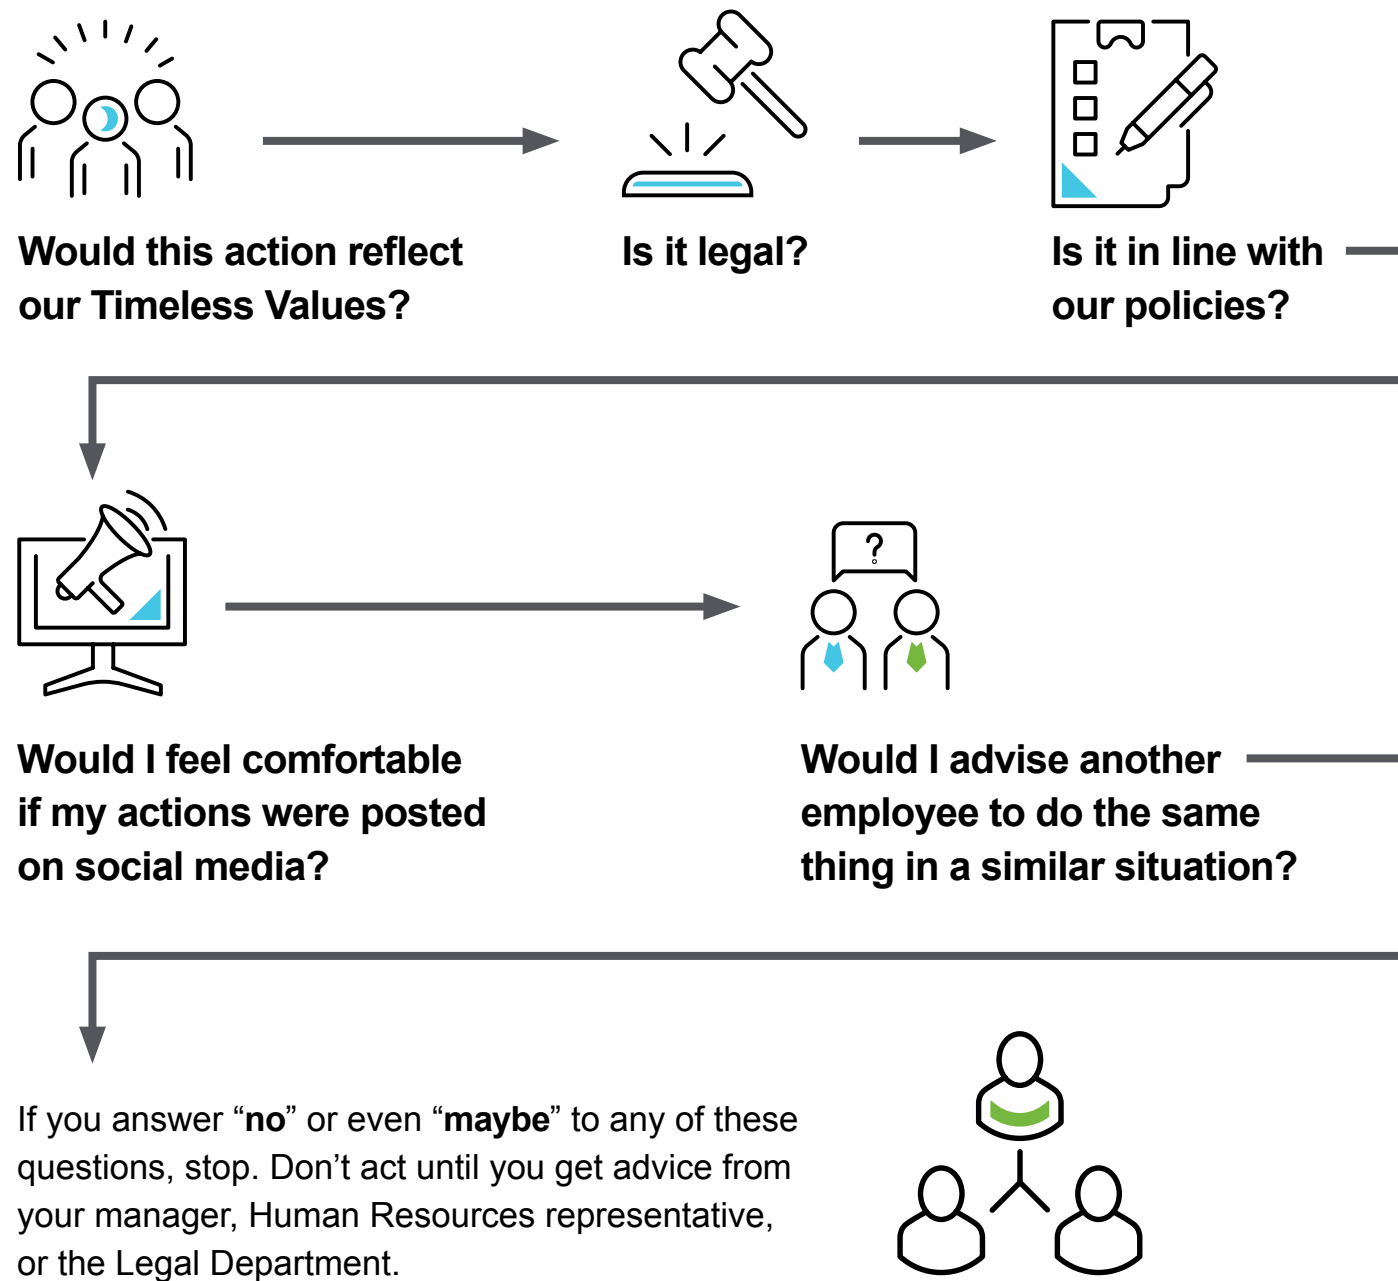 Would this action reflect
our Timeless Values?
Is it legal?
Is it in line with
our policies?
?
Would I feel comfortable
if my actions were posted
on social media?
Would I advise another
employee to do the same
thing in a similar situation?
If you answer “no” or even “maybe” to any of these
questions, stop. Don’t act until you get advice from
your manager, Human Resources representative,
or the Legal Department.